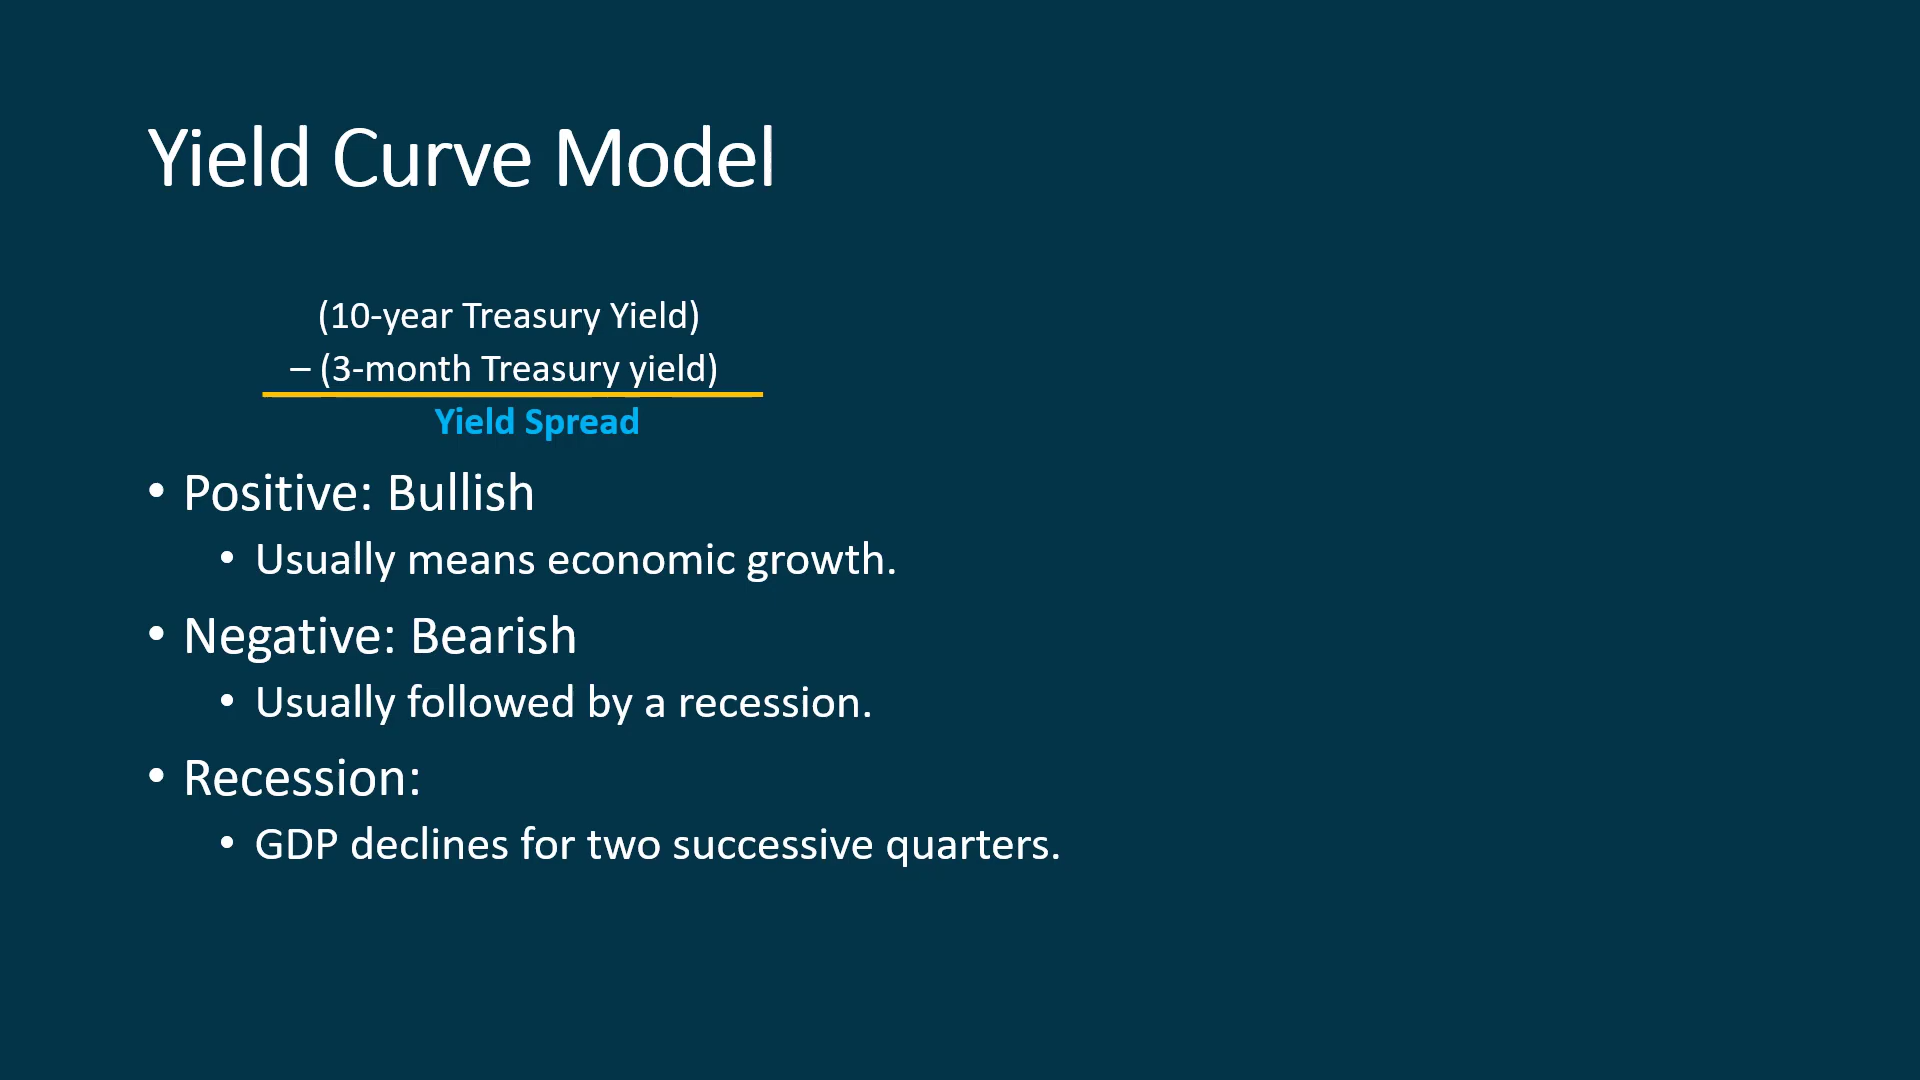 Yield Curve Model
(10-year Treasury Yield)
– (3-month Treasury yield)
Yield Spread
• Positive: Bullish
• Usually means economic growth.
• Negative: Bearish
• Usually followed by a recession.
• Recession:
• GDP declines for two successive quarters.